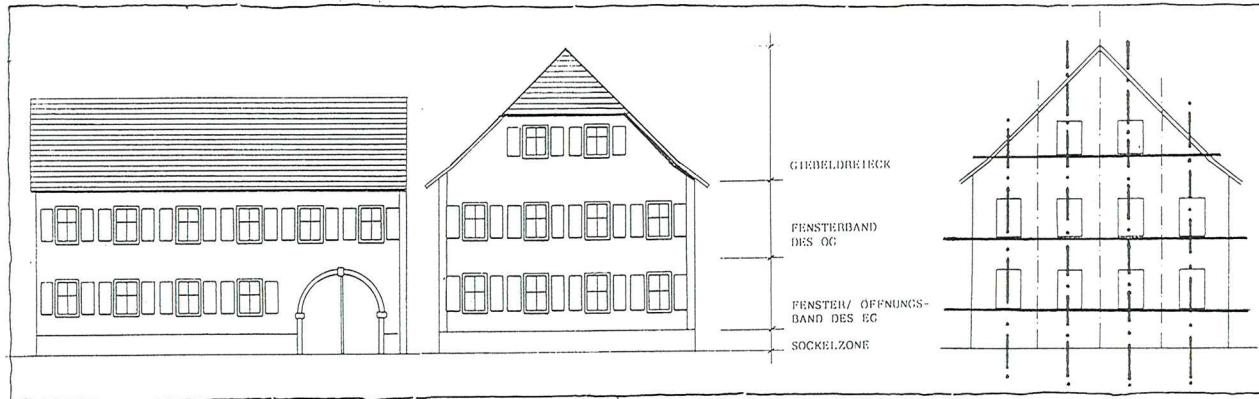 GIEBELDREIECK
FENSTERBAND
DES OG
FENSTER/ ÖFFNUNGS-
BAND DES EG
SOCKELZONE